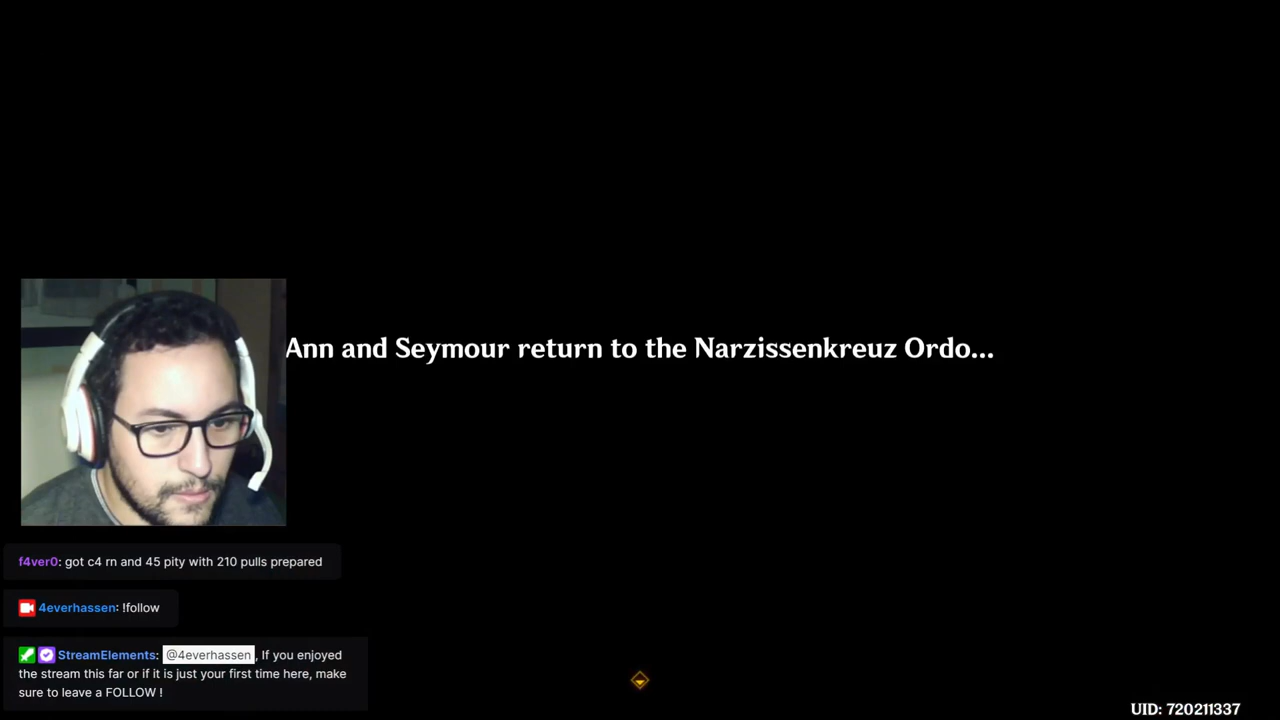 Ann and Seymour return to the Narzissenkreuz Ordo...
f4ver0: got c4 rn and 45 pity with 210 pulls prepared
4everhassen: !follow
StreamElements: @4everhassen, If you enjoyed
the stream this far or if it is just your first time here, make
sure to leave a FOLLOW !
UID: 720211337